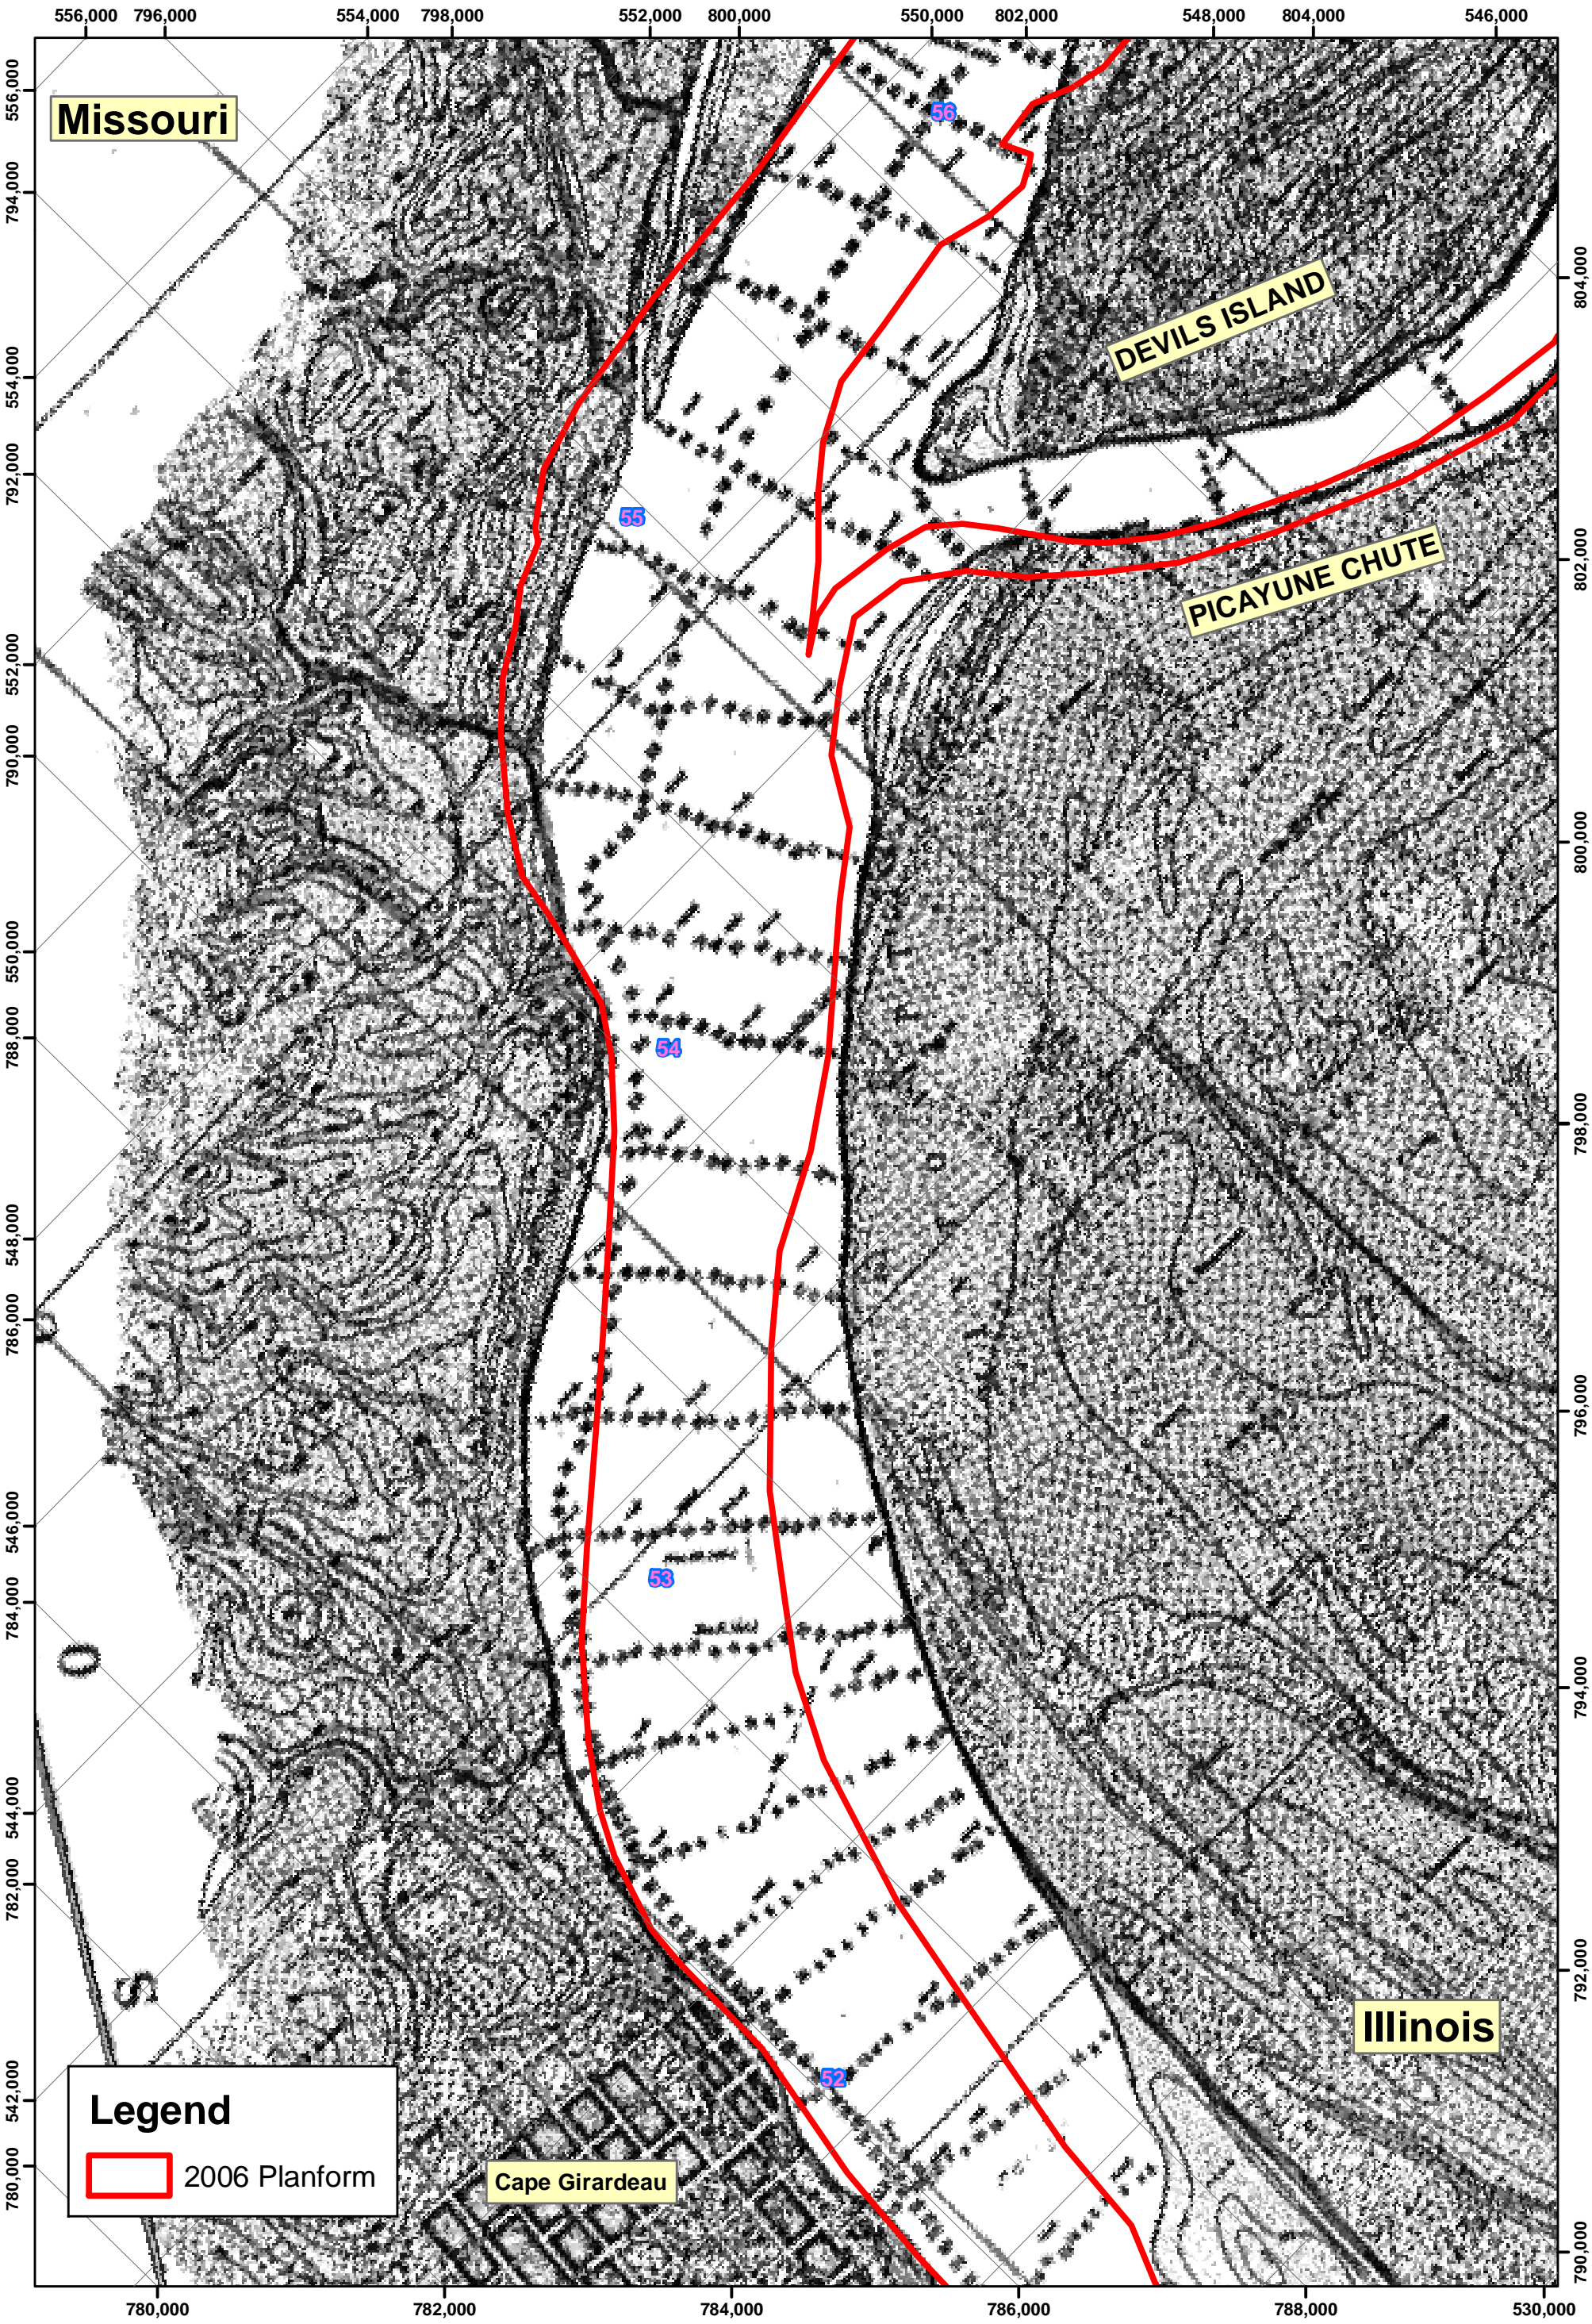 556,000 796,000 554,000 798,000 552,000 800,000 550,000 802,000 548,000 804,000 546,000
Missouri
56
DEVILS ISLAND
55
PICAYUNE CHUTE
54
53
O
S
Illinois
52
Legend
2006 Planform
Cape Girardeau
556,000
794,000
554,000
792,000
552,000
790,000
550,000
788,000
548,000
786,000
546,000
784,000
544,000
782,000
542,000
780,000
804,000
802,000
800,000
798,000
796,000
794,000
792,000
790,000
780,000 782,000 784,000 786,000 788,000 530,000